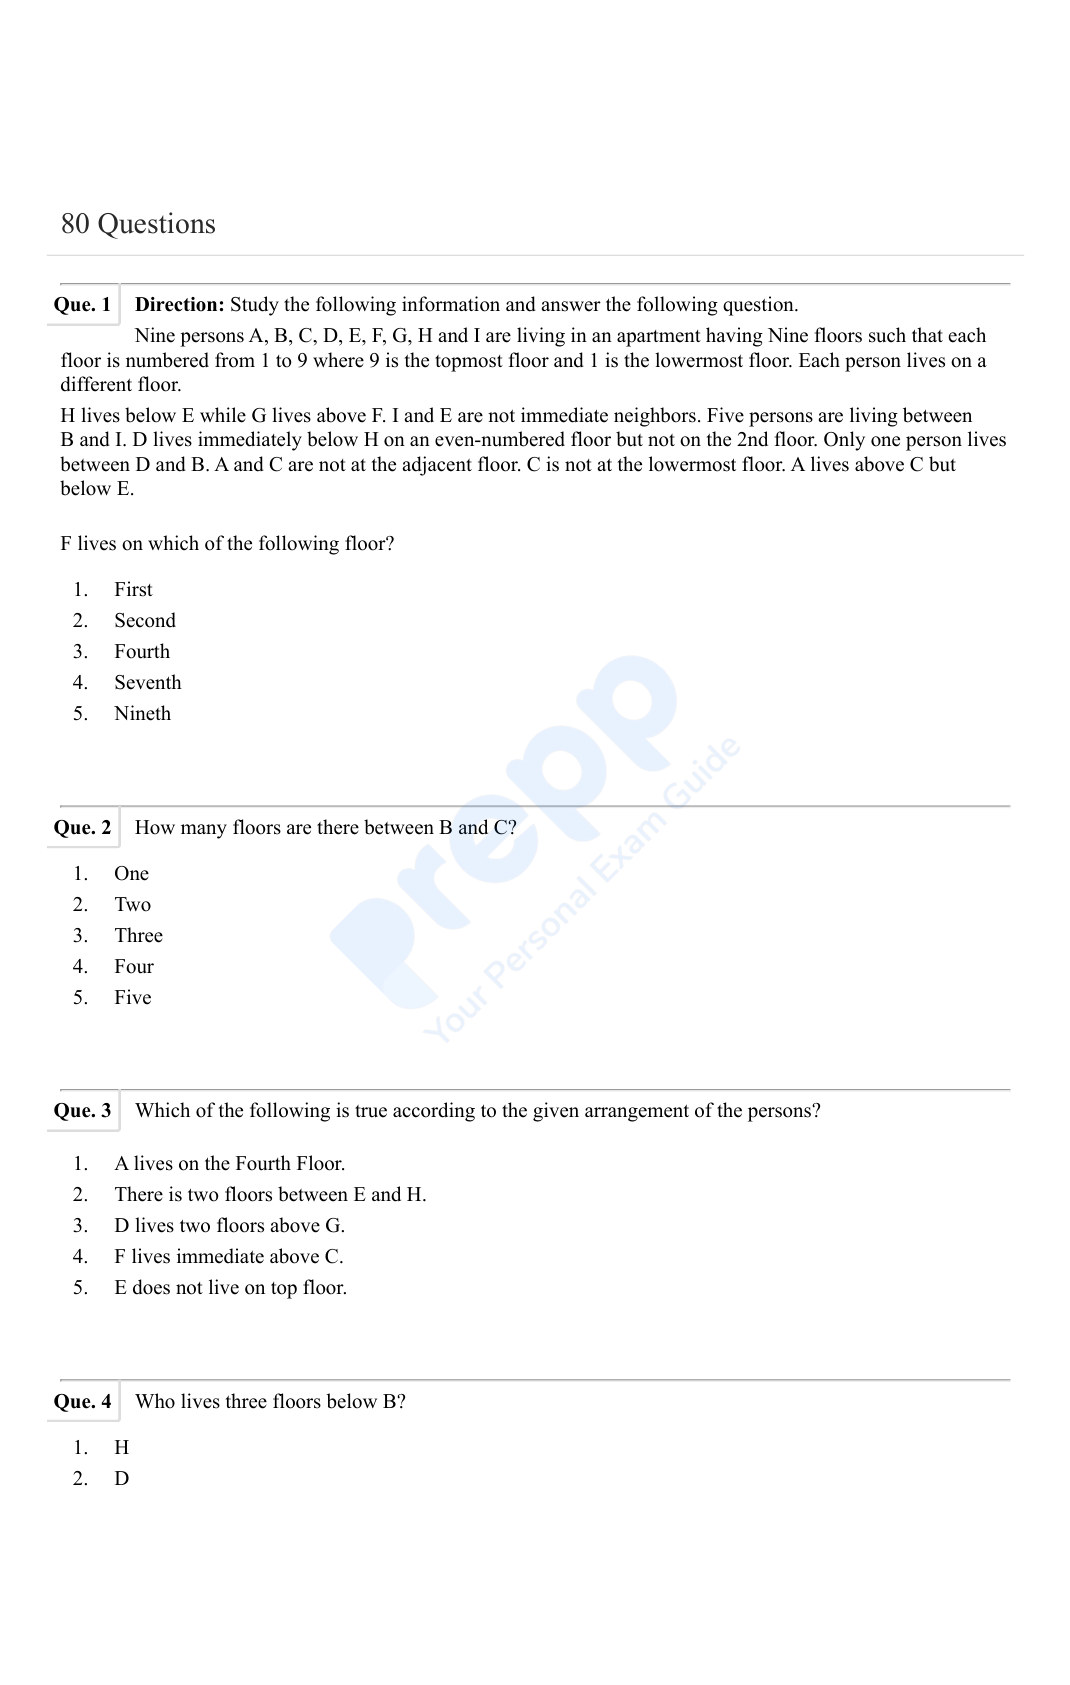 80 Questions
Que. 1 Direction: Study the following information and answer the following question.
Nine persons A, B, C, D, E, F, G, H and I are living in an apartment having Nine floors such that each
floor is numbered from 1 to 9 where 9 is the topmost floor and 1 is the lowermost floor. Each person lives on a
different floor.
H lives below E while G lives above F. I and E are not immediate neighbors. Five persons are living between
B and I. D lives immediately below H on an even-numbered floor but not on the 2nd floor. Only one person lives
between D and B. A and C are not at the adjacent floor. C is not at the lowermost floor. A lives above C but
below E.
F lives on which of the following floor?
1. First
2. Second
3. Fourth
4. Seventh
5. Nineth
Que. 2 How many floors are there between B and C?
1. One
2. Two
3. Three
4. Four
5. Five
Que. 3 Which of the following is true according to the given arrangement of the persons?
1. A lives on the Fourth Floor.
2. There is two floors between E and H.
3. D lives two floors above G.
4. F lives immediate above C.
5. E does not live on top floor.
Que. 4 Who lives three floors below B?
1. H
2. D
prepp
Your Personal Exam Guide